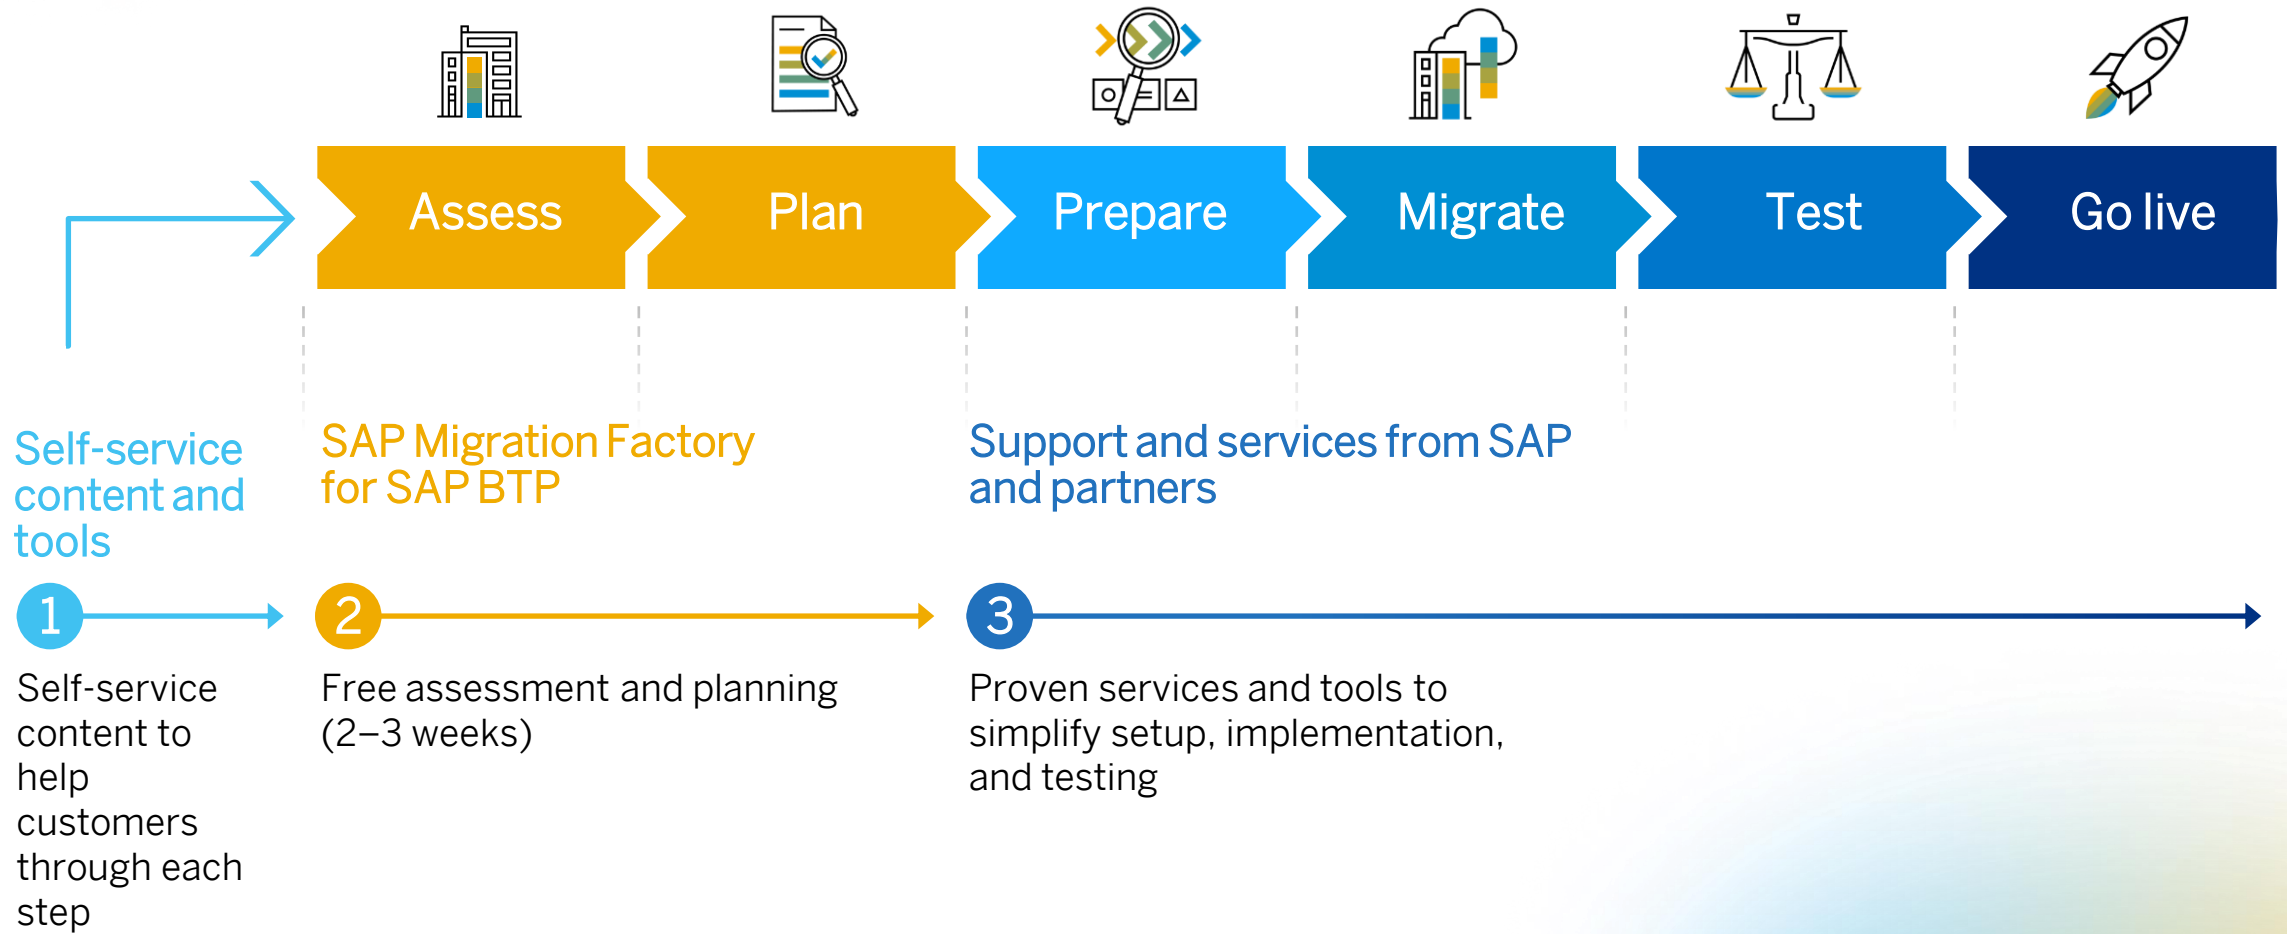 Assess
Plan
Prepare
Migrate
Test
Go live
Self-service
content and
tools
SAP Migration Factory
for SAP BTP
Support and services from SAP
and partners
1
2
3
Self-service
content to
help
customers
through each
step
Free assessment and planning
(2–3 weeks)
Proven services and tools to
simplify setup, implementation,
and testing